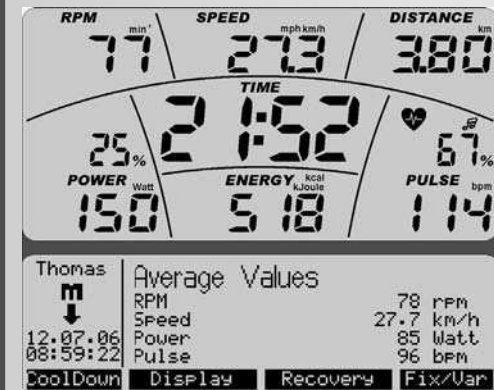 RPM SPEED DISTANCE
min⁻¹ mph km/h km
77 27.3 3.80
TIME
21:52
25% 67%
POWER Watt ENERGY kcal kJoule PULSE bpm
150 518 114
Thomas Average Values
m RPM 78 rpm
Speed 27.7 km/h
12.07.06 Power 85 Watt
08:59:22 Pulse 96 bpm
CoolDown Display Recovery Fix/Var